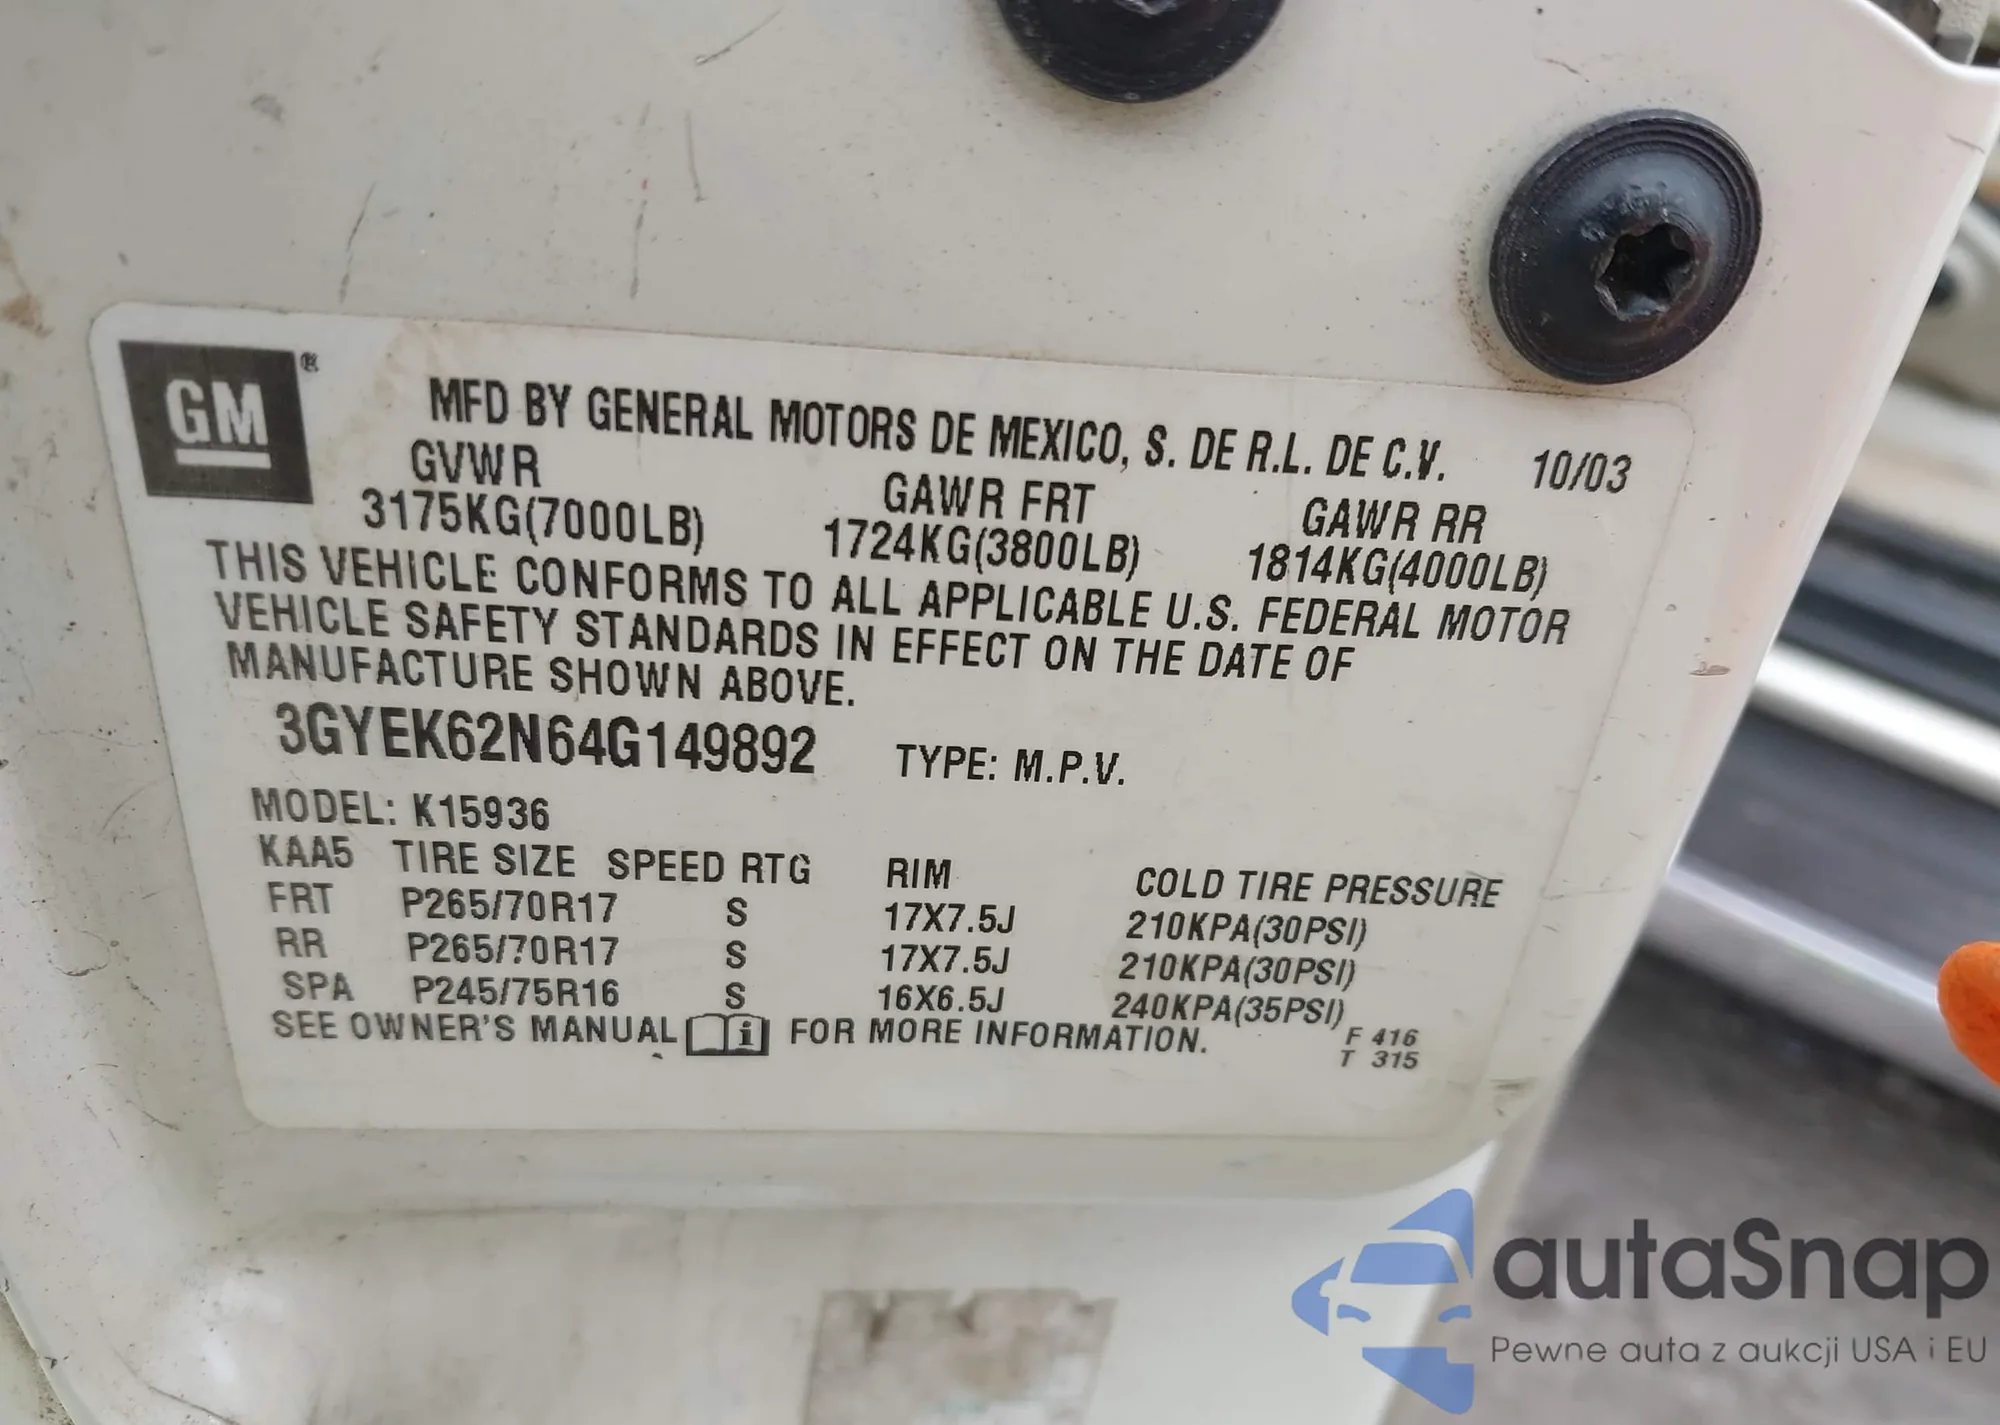 GM ®
MFD BY GENERAL MOTORS DE MEXICO, S. DE R.L. DE C.V. 10/03
GVWR GAWR FRT GAWR RR
3175KG(7000LB) 1724KG(3800LB) 1814KG(4000LB)
THIS VEHICLE CONFORMS TO ALL APPLICABLE U.S. FEDERAL MOTOR
VEHICLE SAFETY STANDARDS IN EFFECT ON THE DATE OF
MANUFACTURE SHOWN ABOVE.
3GYEK62N64G149892 TYPE: M.P.V.
MODEL: K15936
KAA5 TIRE SIZE SPEED RTG RIM COLD TIRE PRESSURE
FRT P265/70R17 S 17X7.5J 210KPA(30PSI)
RR P265/70R17 S 17X7.5J 210KPA(30PSI)
SPA P245/75R16 S 16X6.5J 240KPA(35PSI)
SEE OWNER'S MANUAL FOR MORE INFORMATION. F 416
T 315
autaSnap
Pewne auta z aukcji USA i EU